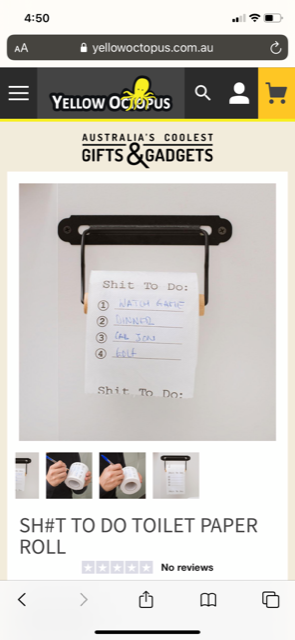 4:50
AA yellowoctopus.com.au
YELLOW OCTOPUS
AUSTRALIA'S COOLEST
GIFTS & GADGETS
Shit To Do:
1 WATCH GAME
2 DINNER
3 CALL JON
4 GOLF
Shit To Do:
SH#T TO DO TOILET PAPER
ROLL
No reviews